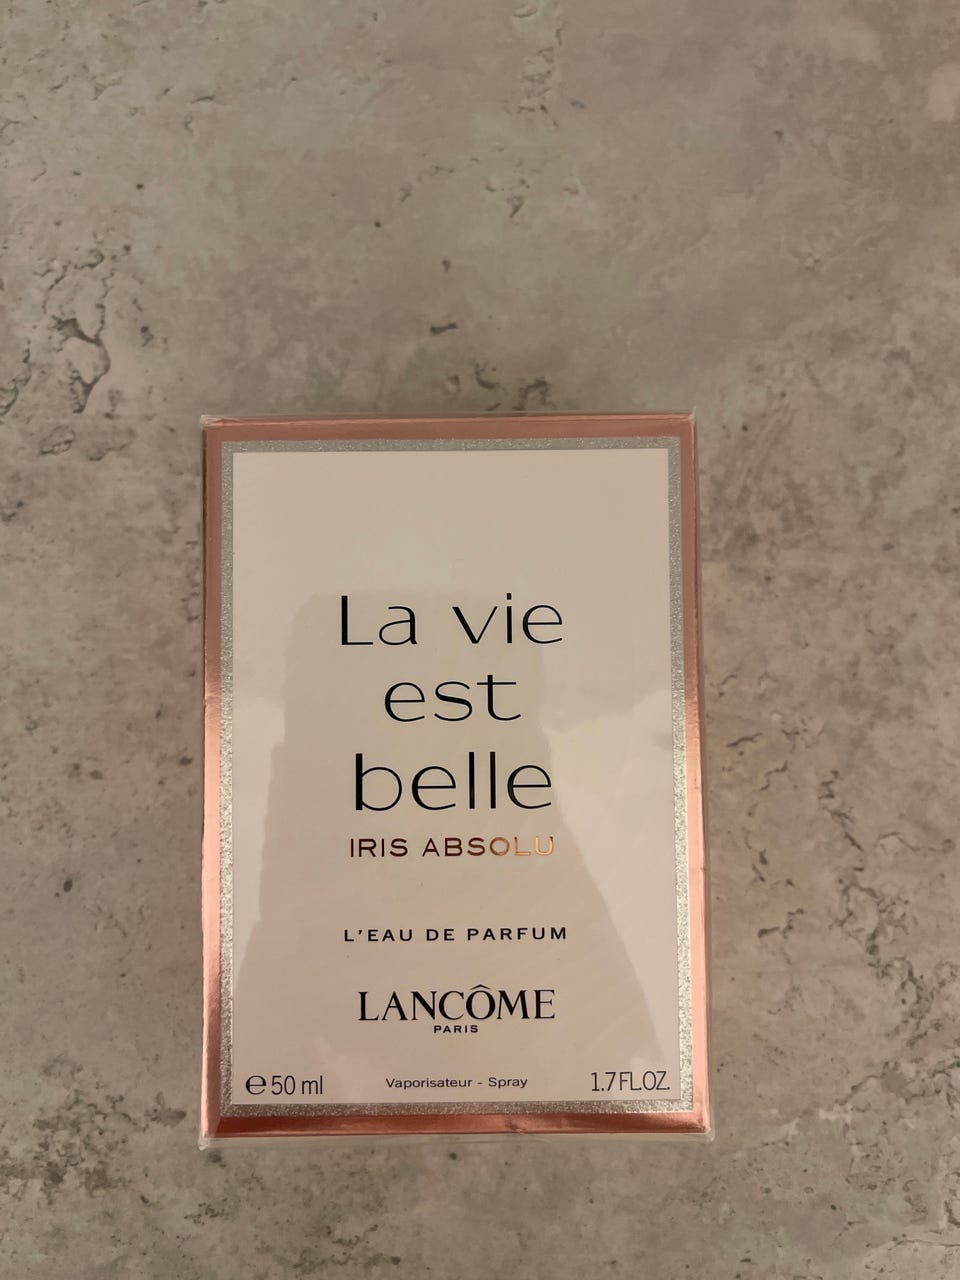 La vie
est
belle
IRIS ABSOLU
L'EAU DE PARFUM
LANCÔME
PARIS
℮ 50 ml Vaporisateur - Spray 1.7 FL.OZ.